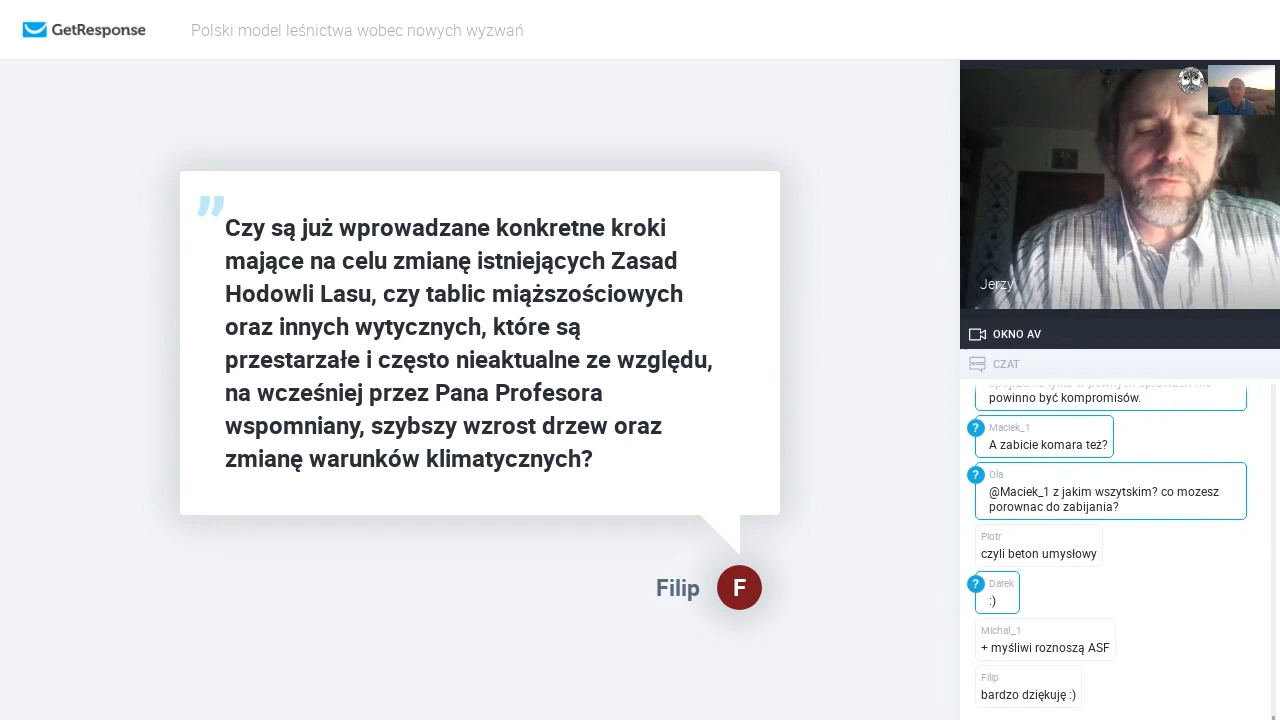 GetResponse
Polski model leśnictwa wobec nowych wyzwań
Czy są już wprowadzane konkretne kroki
mające na celu zmianę istniejących Zasad
Hodowli Lasu, czy tablic miąższościowych
oraz innych wytycznych, które są
przestarzałe i często nieaktualne ze względu,
na wcześniej przez Pana Profesora
wspomniany, szybszy wzrost drzew oraz
zmianę warunków klimatycznych?
Filip
F
Jerzy
OKNO AV
CZAT
powinno być kompromisów.
?
Maciek_1
A zabicie komara też?
?
Ola
@Maciek_1 z jakim wszytskim? co mozesz
porownac do zabijania?
Piotr
czyli beton umysłowy
?
Darek
:)
Michał_1
+ myśliwi roznoszą ASF
Filip
bardzo dziękuję :)